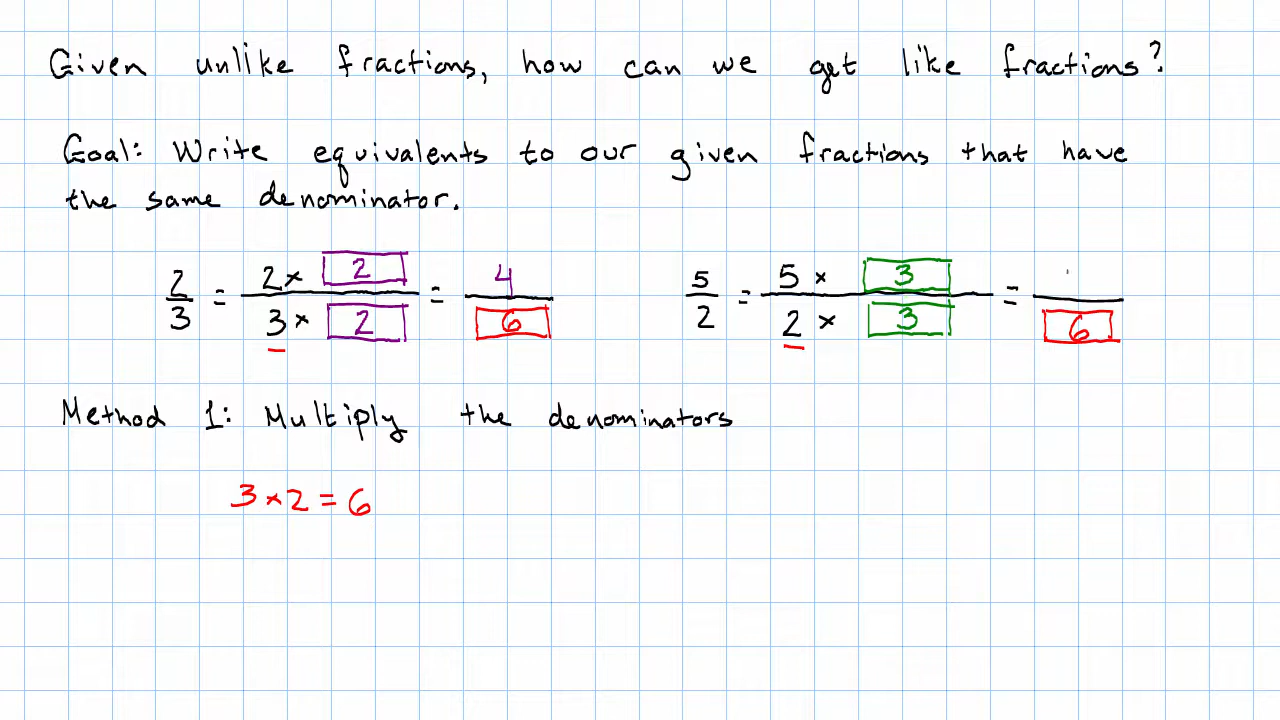 Given unlike fractions, how can we get like fractions?
Goal: Write equivalents to our given fractions that have
the same denominator.
2/3 = (2 × 2)/(3 × 2) = 4/6 5/2 = (5 × 3)/(2 × 3) = /6
Method 1: Multiply the denominators
3 × 2 = 6